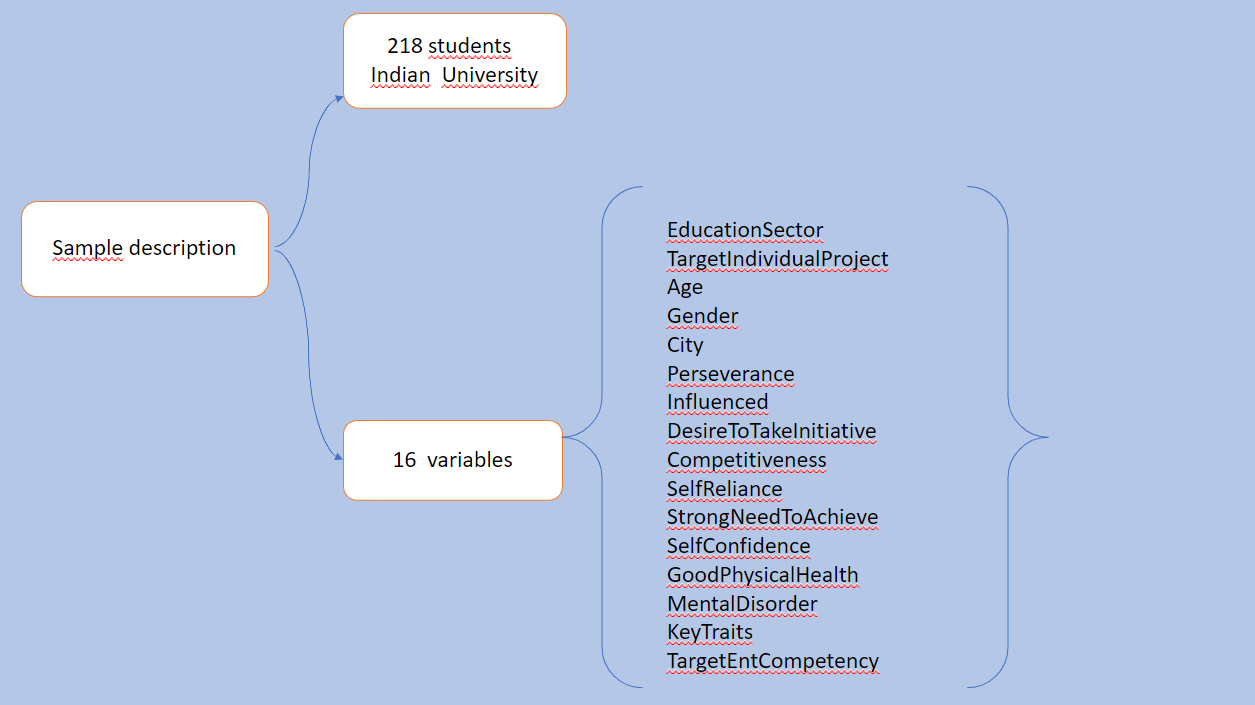 218 students
Indian University
Sample description
16 variables
EducationSector
TargetIndividualProject
Age
Gender
City
Perseverance
Influenced
DesireToTakeInitiative
Competitiveness
SelfReliance
StrongNeedToAchieve
SelfConfidence
GoodPhysicalHealth
MentalDisorder
KeyTraits
TargetEntCompetency